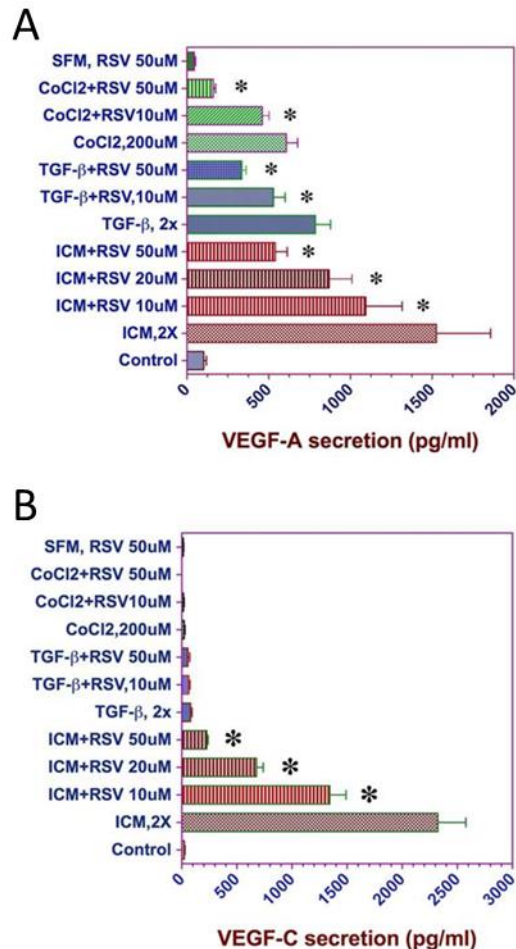 A
SFM, RSV 50uM
CoCl2+RSV 50uM
*
CoCl2+RSV10uM
*
CoCl2,200uM
TGF-β+RSV 50uM
*
TGF-β+RSV,10uM
*
TGF-β, 2x
ICM+RSV 50uM
*
ICM+RSV 20uM
*
ICM+RSV 10uM
*
ICM,2X
Control
0
500
1000
1500
2000
VEGF-A secretion (pg/ml)
B
SFM, RSV 50uM
CoCl2+RSV 50uM
CoCl2+RSV10uM
CoCl2,200uM
TGF-β+RSV 50uM
TGF-β+RSV,10uM
TGF-β, 2x
ICM+RSV 50uM
*
ICM+RSV 20uM
*
ICM+RSV 10uM
*
ICM,2X
Control
0
500
1000
1500
2000
2500
3000
VEGF-C secretion (pg/ml)